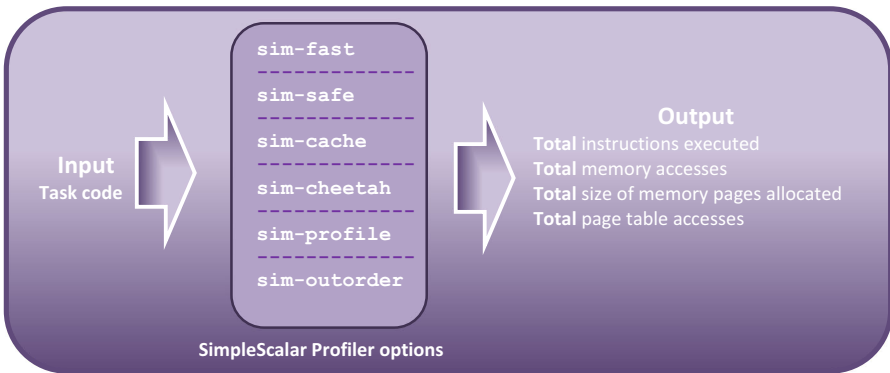 Input
Task code
sim-fast
sim-safe
sim-cache
sim-cheetah
sim-profile
sim-outorder
SimpleScalar Profiler options
Output
Total instructions executed
Total memory accesses
Total size of memory pages allocated
Total page table accesses